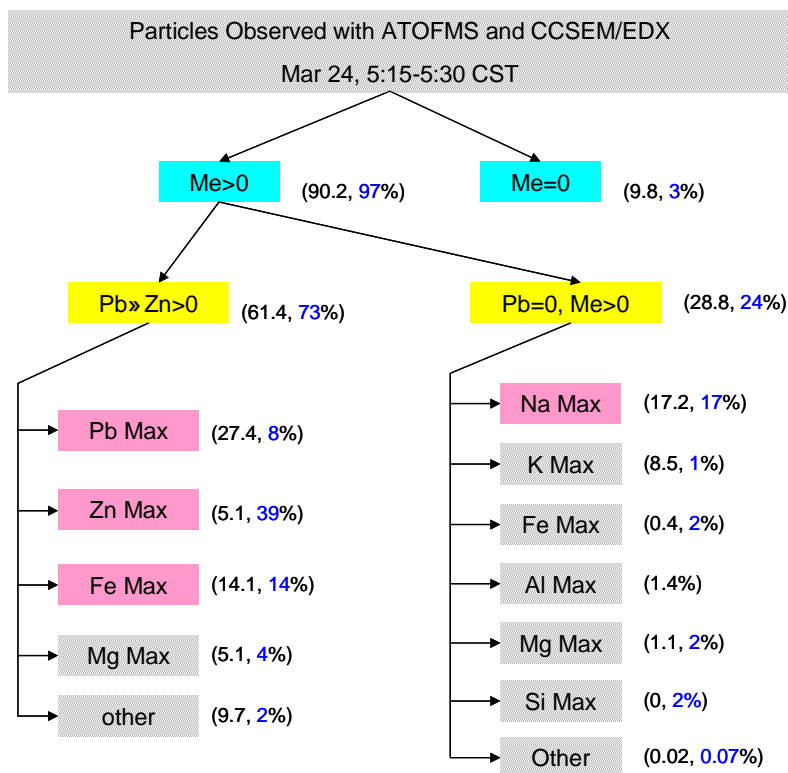 Particles Observed with ATOFMS and CCSEM/EDX
Mar 24, 5:15-5:30 CST
Me>0 (90.2, 97%)
Me=0 (9.8, 3%)
Pb» Zn>0 (61.4, 73%)
Pb=0, Me>0 (28.8, 24%)
Pb Max (27.4, 8%)
Zn Max (5.1, 39%)
Fe Max (14.1, 14%)
Mg Max (5.1, 4%)
other (9.7, 2%)
Na Max (17.2, 17%)
K Max (8.5, 1%)
Fe Max (0.4, 2%)
Al Max (1.4%)
Mg Max (1.1, 2%)
Si Max (0, 2%)
Other (0.02, 0.07%)